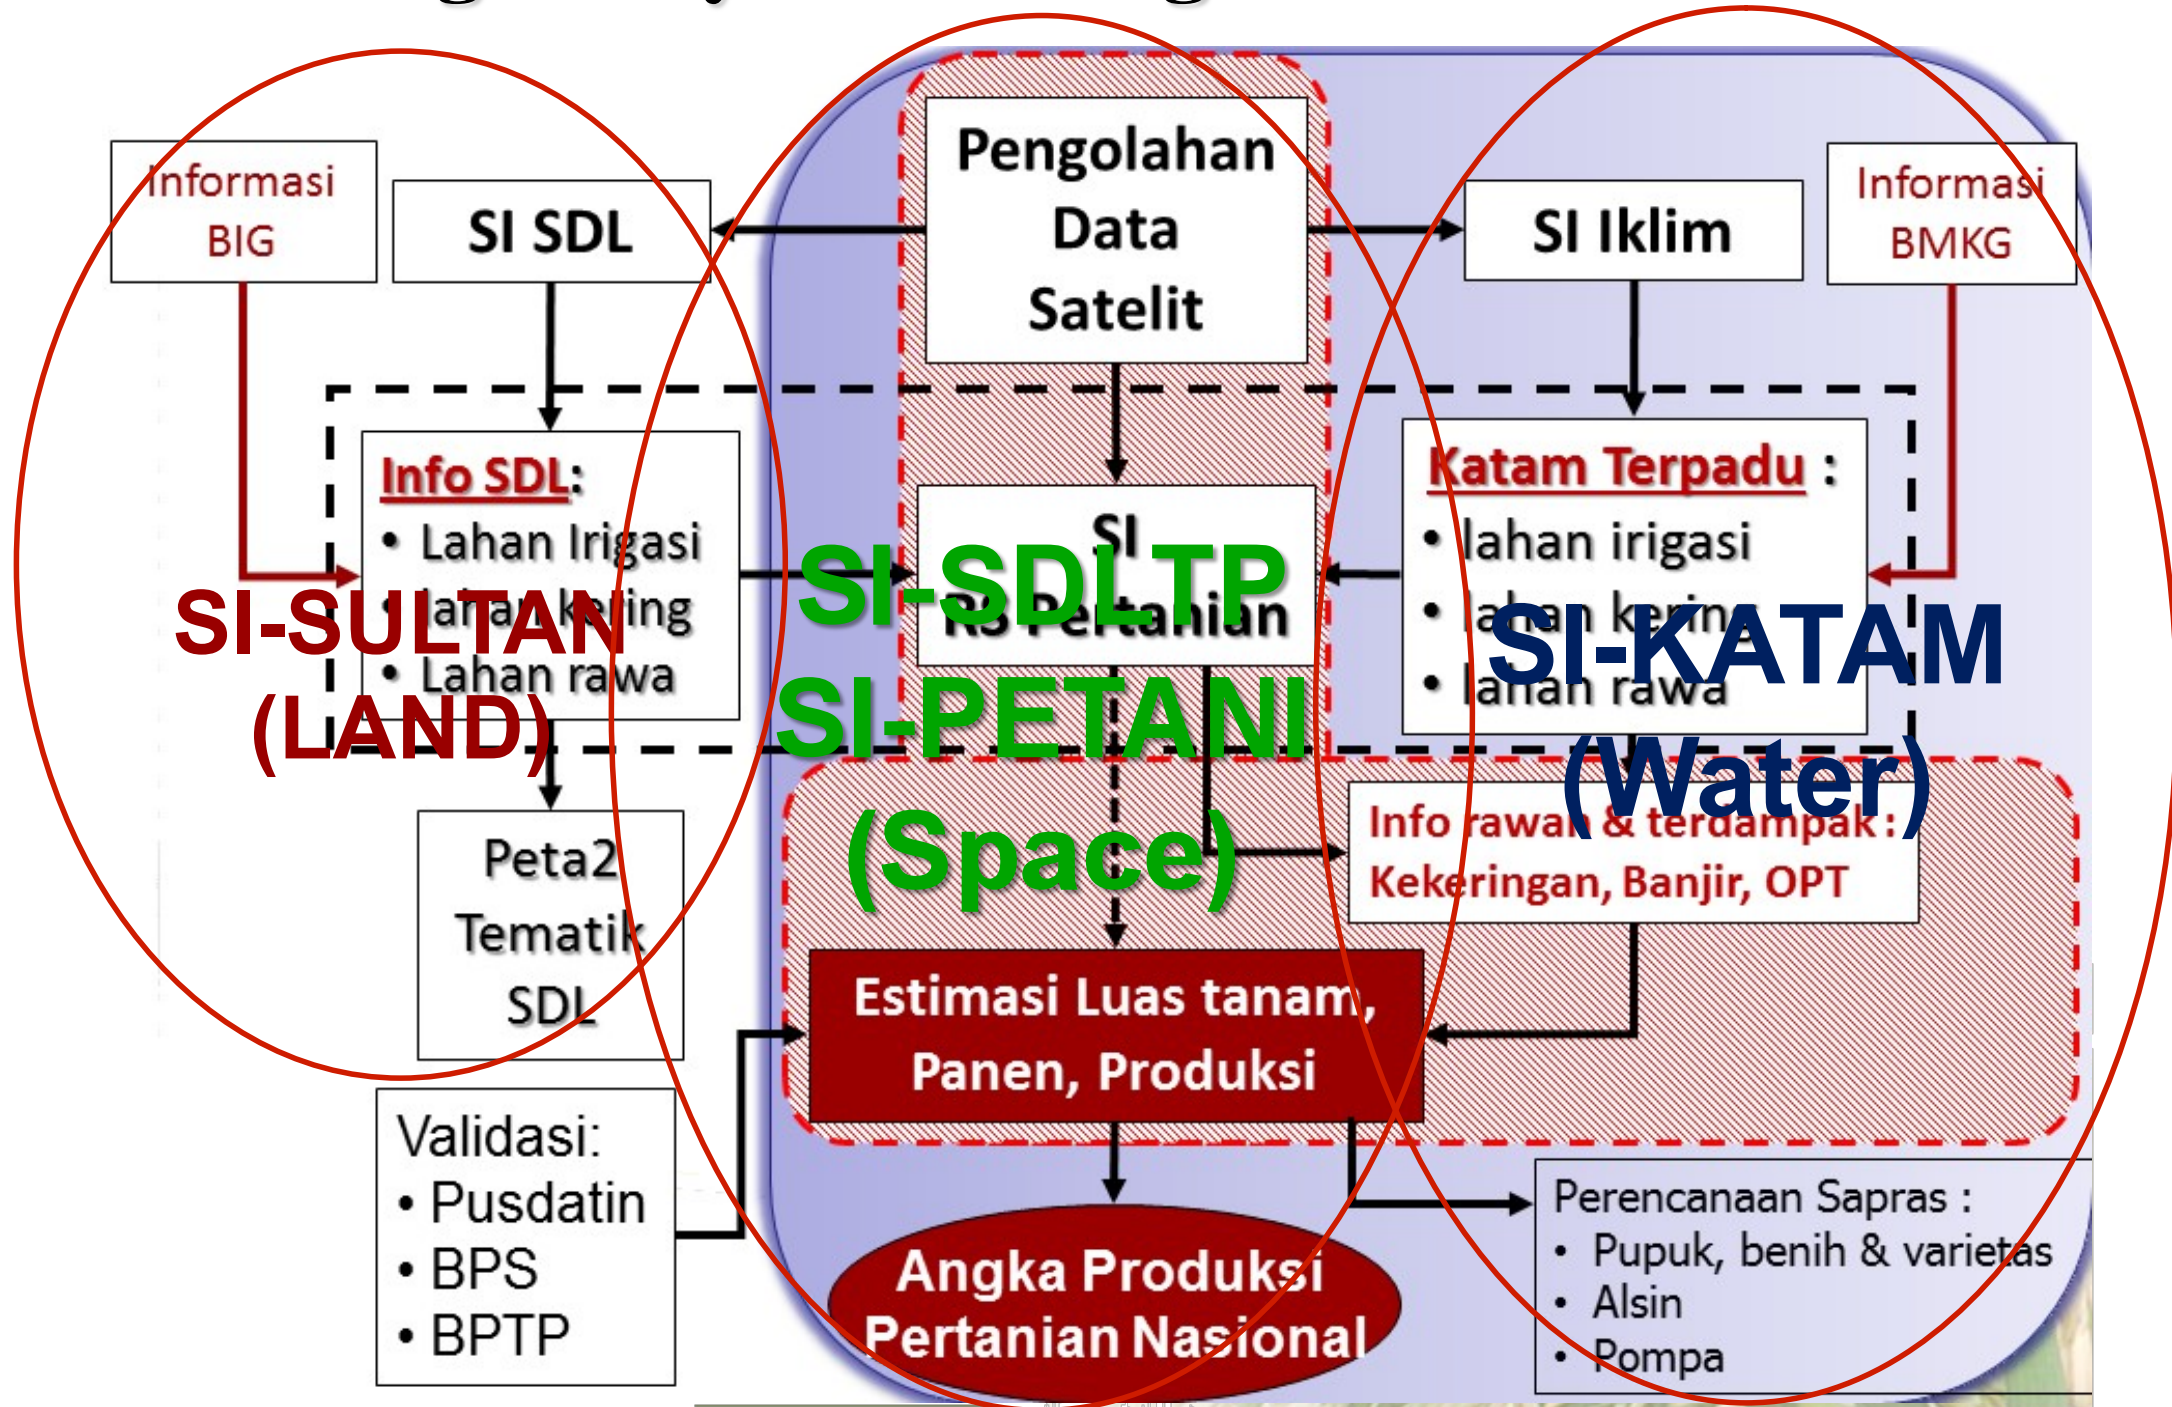 Informasi
BIG
SI SDL
Pengolahan
Data
Satelit
SI Iklim
Informasi
BMKG
Info SDL:
• Lahan Irigasi
• lahan kering
• Lahan rawa
SI
RS Pertanian
Katam Terpadu :
• lahan irigasi
• lahan kering
• lahan rawa
SI-SULTAN
(LAND)
SI-SDLTP
SI-PETANI
(Space)
SI-KATAM
(Water)
Peta2
Tematik
SDL
Info rawan & terdampak :
Kekeringan, Banjir, OPT
Estimasi Luas tanam,
Panen, Produksi
Validasi:
• Pusdatin
• BPS
• BPTP
Angka Produksi
Pertanian Nasional
Perencanaan Sapras :
• Pupuk, benih & varietas
• Alsin
• Pompa